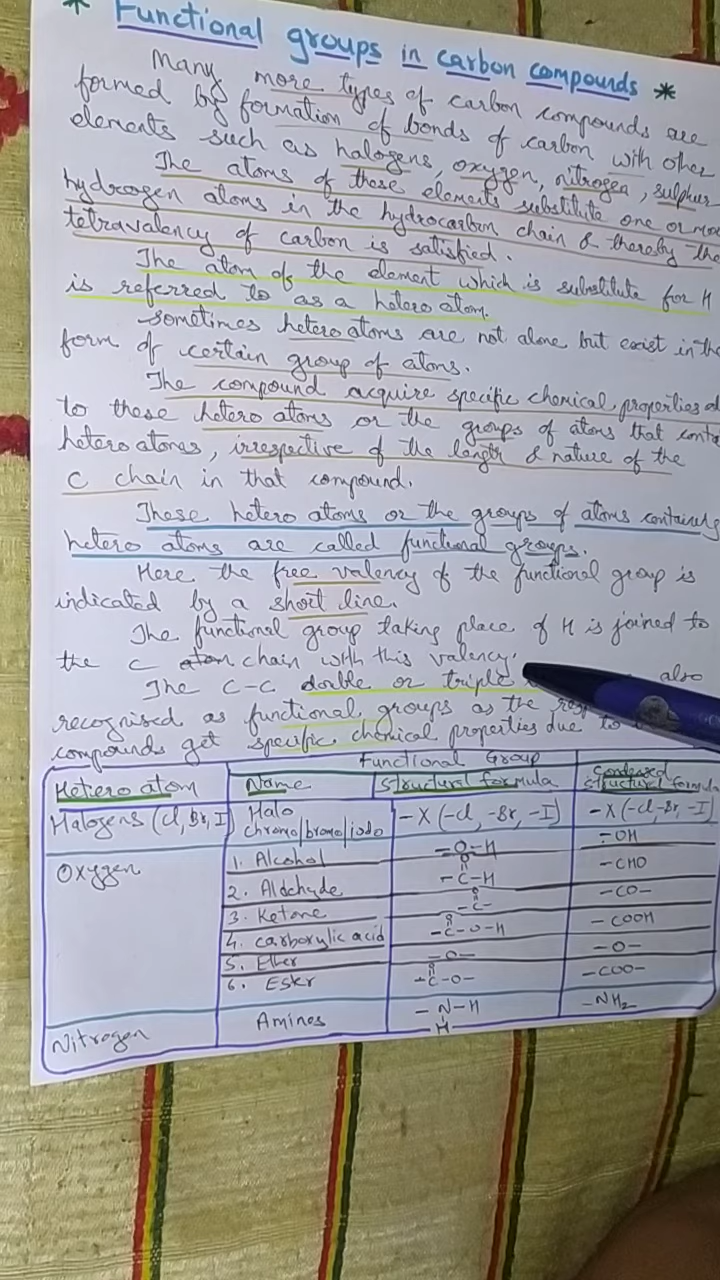 * Functional groups in carbon compounds *
Many more types of carbon compounds are
formed by formation of bonds of carbon with other
elements such as halogens, oxygen, nitrogen, sulphur
The atoms of these elements substitute one or
hydrogen atoms in the hydrocarbon chain & thereby the
tetravalency of carbon is satisfied.
The atom of the element which is substitute for H
is referred to as a hetero atom.
Sometimes hetero atoms are not alone but exist in the
form of certain group of atoms.
The compound acquire specific chemical properties
to these hetero atoms or the groups of atoms that
hetero atoms, irrespective of the length & nature of the
C chain in that compound.
These hetero atoms or the groups of atoms
hetero atoms are called functional groups.
Here the free valency of the functional group is
indicated by a short line.
The functional group taking place of H is joined to
the C atom chain with this valency.
The C-C double or triple also
recognised as functional groups as the
compounds get specific chemical properties due to
Functional Group
Hetero atom Name Structural formula Condensed structural formula
Halogens (Cl, Br, I) Halo chromo/bromo/iodo -X (-Cl, -Br, -I) -X (-Cl, -Br, -I)
Oxygen 1. Alcohol -O-H -OH
2. Aldehyde O || -C-H -CHO
3. Ketone O || -C- -CO-
4. carboxylic acid O || -C-O-H -COOH
5. Ether -O- -O-
6. Ester O || -C-O- -COO-
Nitrogen Amines -N-H | H -NH₂